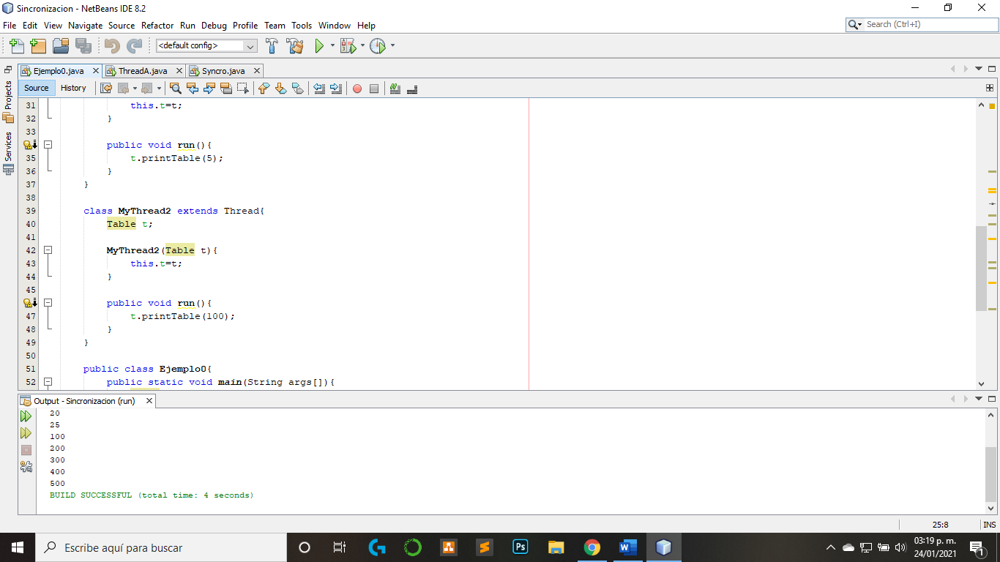 Sincronizacion - NetBeans IDE 8.2
File Edit View Navigate Source Refactor Run Debug Profile Team Tools Window Help
Search (Ctrl+I)
<default config>
Ejemplo0.java ThreadA.java Syncro.java
Projects
Services
Source History
31 this.t=t;
32 }
33
public void run(){
35 t.printTable(5);
36 }
37 }
38
39 class MyThread2 extends Thread{
40 Table t;
41
42 MyThread2(Table t){
43 this.t=t;
44 }
45
public void run(){
47 t.printTable(100);
48 }
49 }
50
51 public class Ejemplo0{
52 public static void main(String args[]){
Output - Sincronizacion (run)
20
25
100
200
300
400
500
BUILD SUCCESSFUL (total time: 4 seconds)
25:8 INS
Escribe aquí para buscar
Ps
03:19 p. m.
24/01/2021
1